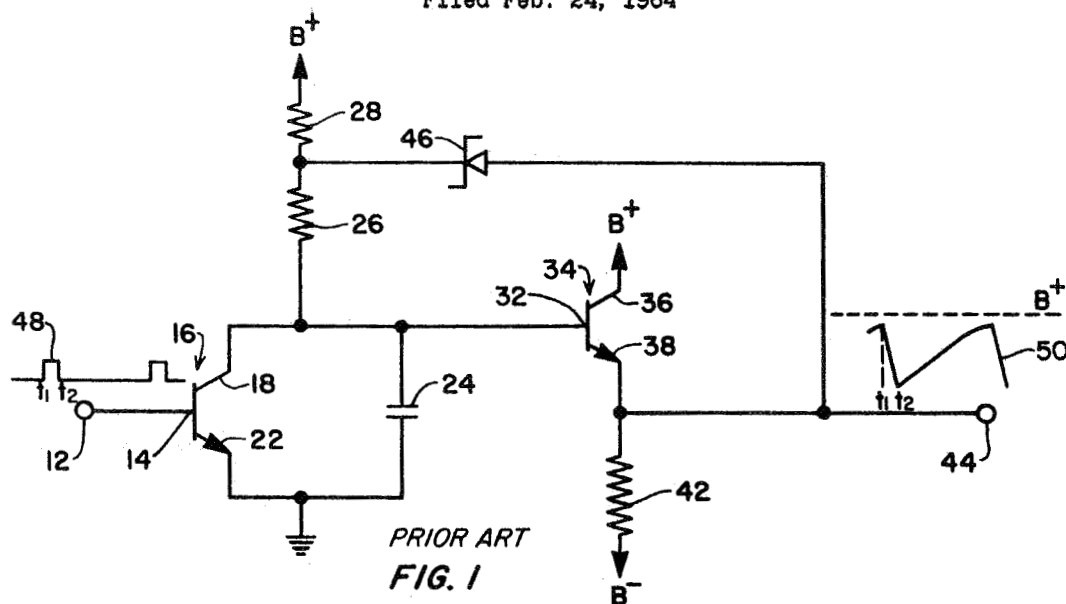 Filed Feb. 24, 1964
B+
28
46
26
B+
34
32
36
B+
48
16
38
50
t1 t2
18
24
t1 t2
12
14
22
44
42
PRIOR ART
FIG. 1
B-